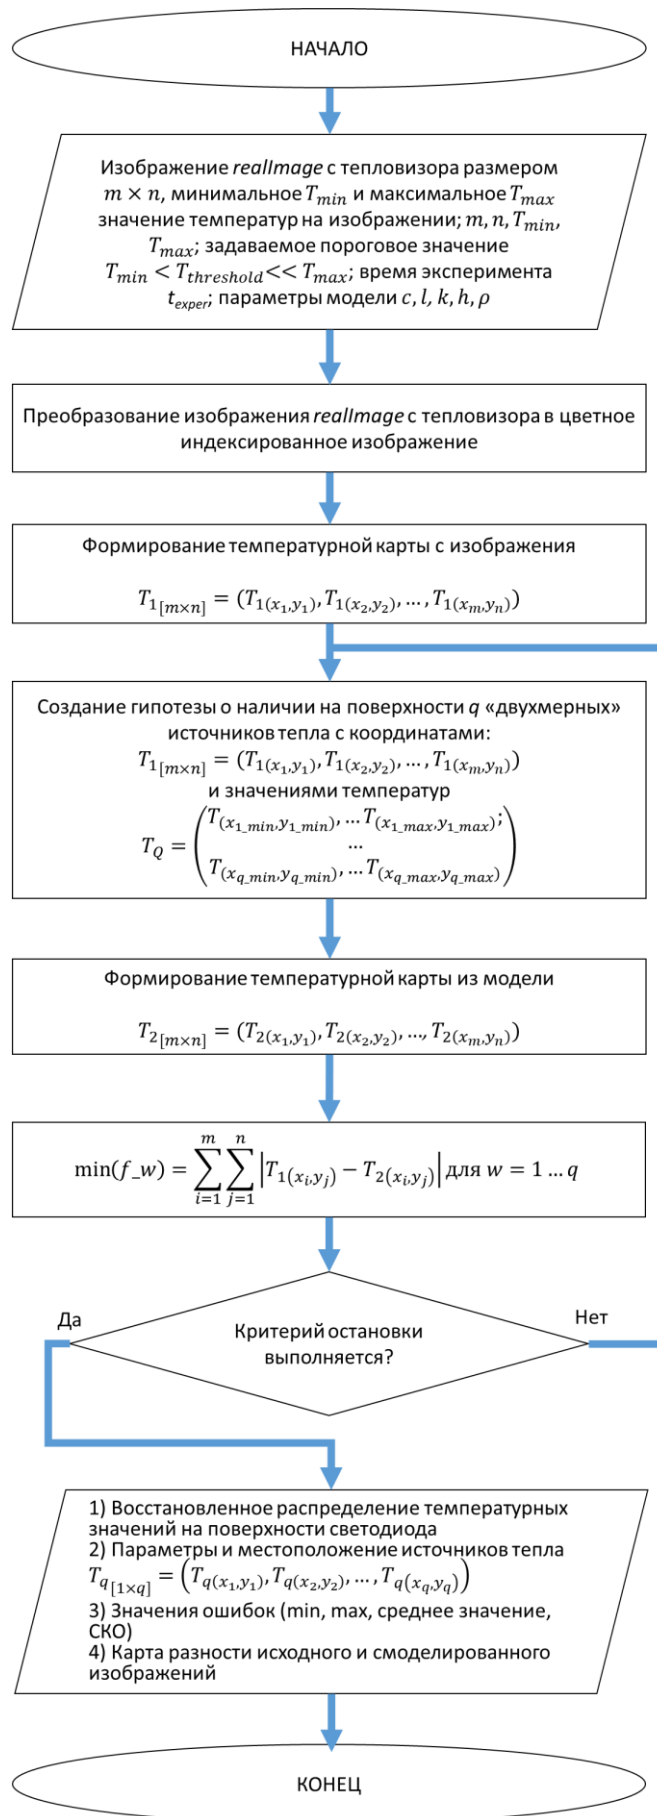 НАЧАЛО
Изображение realImage с тепловизора размером
m × n, минимальное T_min и максимальное T_max
значение температур на изображении; m, n, T_min,
T_max; задаваемое пороговое значение
T_min < T_threshold << T_max; время эксперимента
t_exper; параметры модели c, l, k, h, ρ
Преобразование изображения realImage с тепловизора в цветное
индексированное изображение
Формирование температурной карты с изображения
T_1[m×n] = (T_1(x_1,y_1), T_1(x_2,y_2), … , T_1(x_m,y_n))
Создание гипотезы о наличии на поверхности q «двухмерных»
источников тепла с координатами:
T_1[m×n] = (T_1(x_1,y_1), T_1(x_2,y_2), … , T_1(x_m,y_n))
и значениями температур
T_(x_1_min,y_1_min), … T_(x_1_max,y_1_max);
T_Q = ( … )
T_(x_q_min,y_q_min), … T_(x_q_max,y_q_max)
Формирование температурной карты из модели
T_2[m×n] = (T_2(x_1,y_1), T_2(x_2,y_2), …, T_2(x_m,y_n))
min(f_w) = ∑_{i=1}^{m} ∑_{j=1}^{n} |T_1(x_i,y_j) − T_2(x_i,y_j)| для w = 1 … q
Да
Нет
Критерий остановки
выполняется?
1) Восстановленное распределение температурных
значений на поверхности светодиода
2) Параметры и местоположение источников тепла
T_q[1×q] = (T_q(x_1,y_1), T_q(x_2,y_2), … , T_q(x_q,y_q))
3) Значения ошибок (min, max, среднее значение,
СКО)
4) Карта разности исходного и смоделированного
изображений
КОНЕЦ